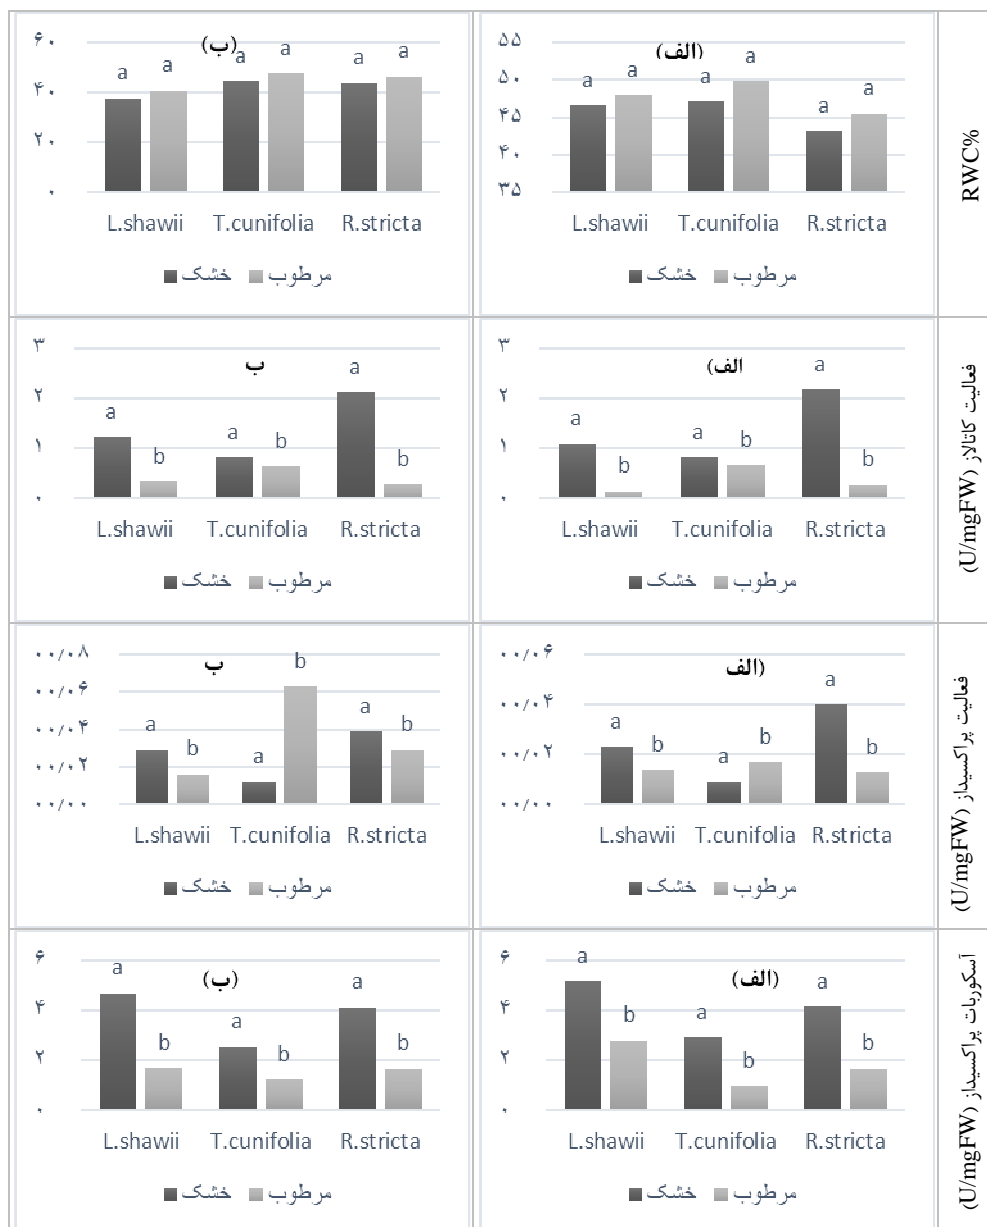 RWC%
(الف)
۵۵
۵۰
۴۵
۴۰
۳۵
a a a a a a
L.shawii T.cunifolia R.stricta
خشک مرطوب
(ب)
۶۰
۴۰
۲۰
۰
a a a a a a
L.shawii T.cunifolia R.stricta
خشک مرطوب
فعالیت کاتالاز (U/mgFW)
الف)
۳
۲
۱
۰
a b a b a b
L.shawii T.cunifolia R.stricta
خشک مرطوب
ب
۳
۲
۱
۰
a b a b a b
L.shawii T.cunifolia R.stricta
خشک مرطوب
فعالیت پراکسیداز (U/mgFW)
(الف
۰۰/۰۶
۰۰/۰۴
۰۰/۰۲
۰۰/۰۰
a b a b a b
L.shawii T.cunifolia R.stricta
خشک مرطوب
ب
۰۰/۰۸
۰۰/۰۶
۰۰/۰۴
۰۰/۰۲
۰۰/۰۰
a b a b a b
L.shawii T.cunifolia R.stricta
خشک مرطوب
آسکوربات پراکسیداز (U/mgFW)
(الف)
۶
۴
۲
۰
a b a b a b
L.shawii T.cunifolia R.stricta
خشک مرطوب
(ب)
۶
۴
۲
۰
a b a b a b
L.shawii T.cunifolia R.stricta
خشک مرطوب